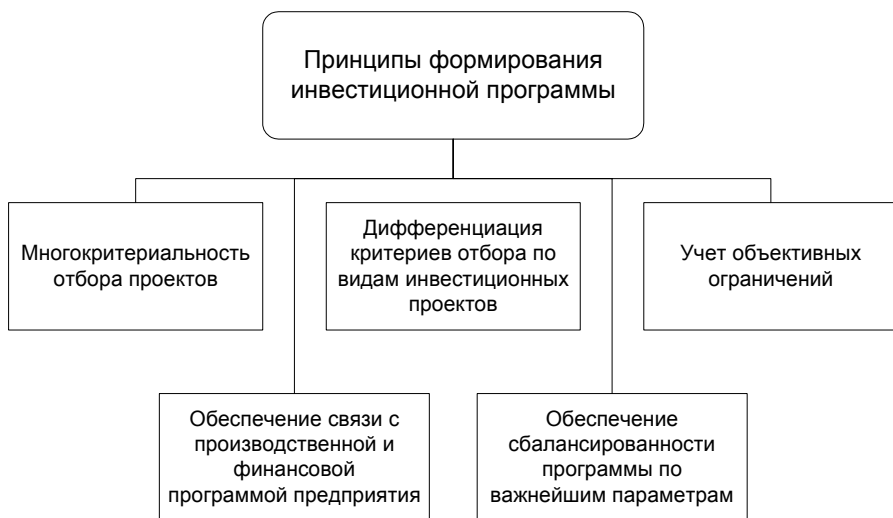 Принципы формирования
инвестиционной программы
Многокритериальность
отбора проектов
Дифференциация
критериев отбора по
видам инвестиционных
проектов
Учет объективных
ограничений
Обеспечение связи с
производственной и
финансовой
программой предприятия
Обеспечение
сбалансированности
программы по
важнейшим параметрам